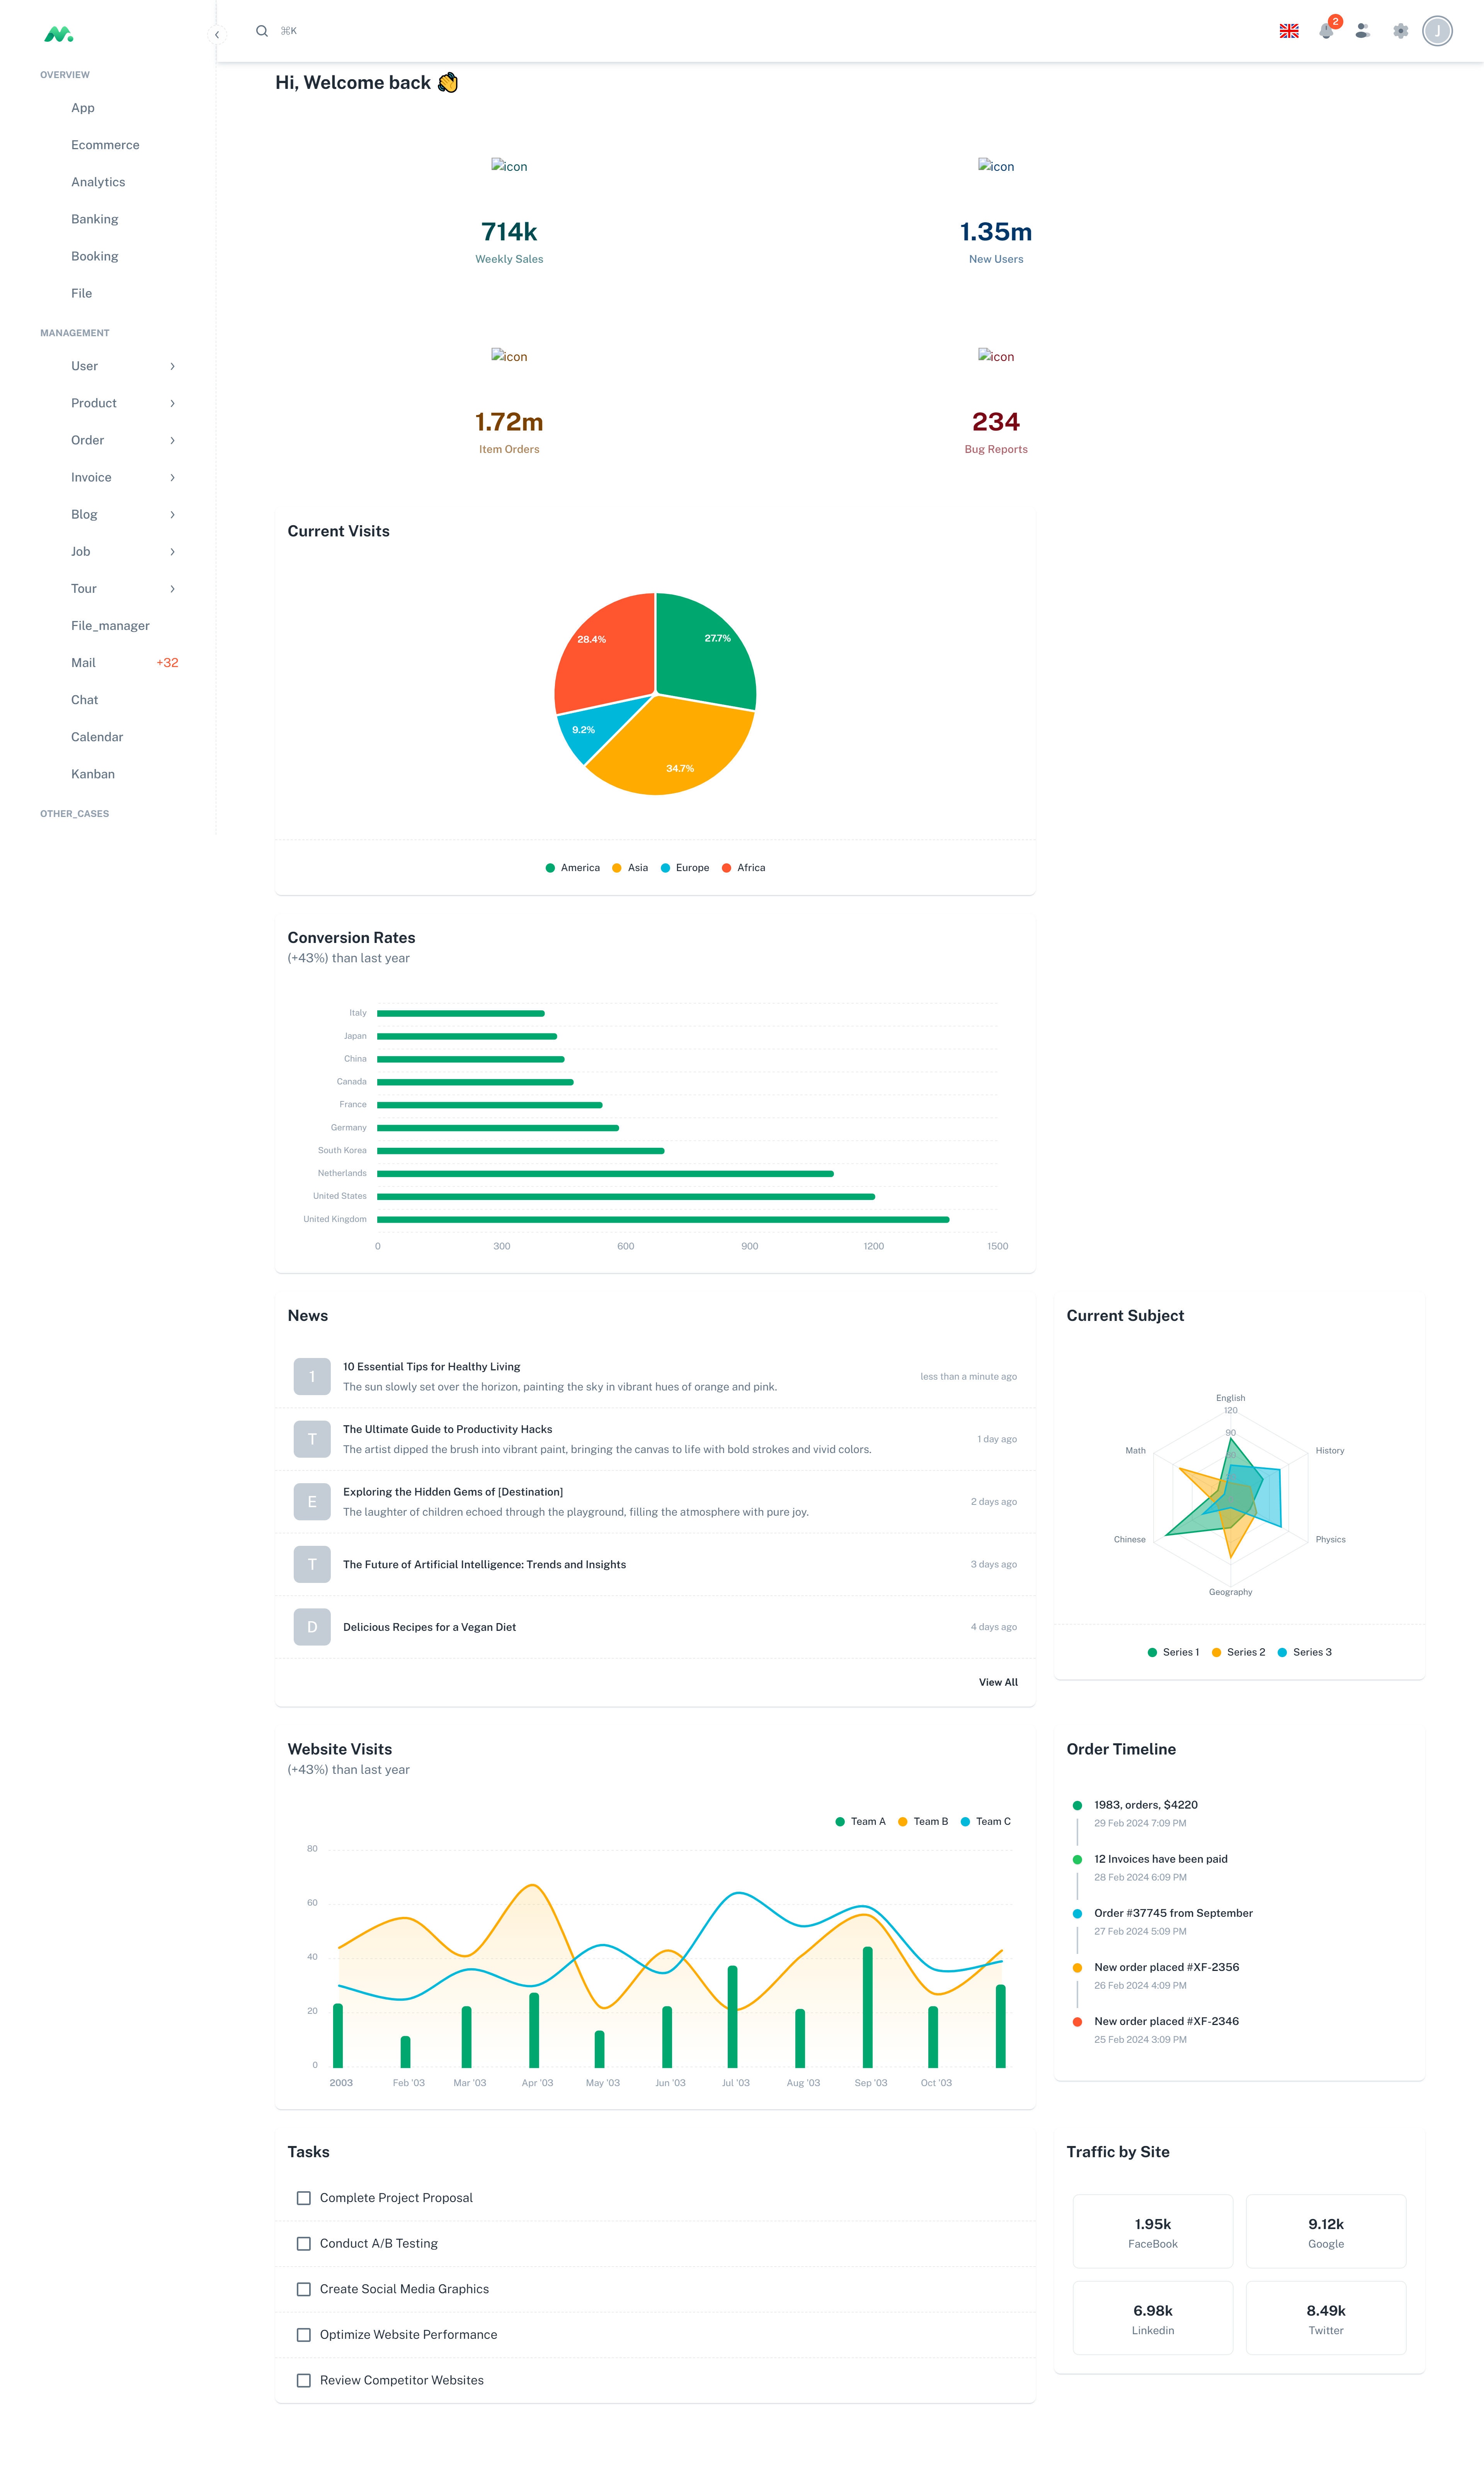 ⌘K
2
J
OVERVIEW
App
Ecommerce
Analytics
Banking
Booking
File
MANAGEMENT
User
Product
Order
Invoice
Blog
Job
Tour
File_manager
Mail +32
Chat
Calendar
Kanban
OTHER_CASES
Hi, Welcome back 👋
icon
714k
Weekly Sales
icon
1.35m
New Users
icon
1.72m
Item Orders
icon
234
Bug Reports
Current Visits
28.4%
27.7%
9.2%
34.7%
America Asia Europe Africa
Conversion Rates
(+43%) than last year
Italy
Japan
China
Canada
France
Germany
South Korea
Netherlands
United States
United Kingdom
0 300 600 900 1200 1500
News
1
10 Essential Tips for Healthy Living
The sun slowly set over the horizon, painting the sky in vibrant hues of orange and pink.
less than a minute ago
T
The Ultimate Guide to Productivity Hacks
The artist dipped the brush into vibrant paint, bringing the canvas to life with bold strokes and vivid colors.
1 day ago
E
Exploring the Hidden Gems of [Destination]
The laughter of children echoed through the playground, filling the atmosphere with pure joy.
2 days ago
T
The Future of Artificial Intelligence: Trends and Insights
3 days ago
D
Delicious Recipes for a Vegan Diet
4 days ago
View All
Current Subject
English
120
90
Math
History
Chinese
Physics
Geography
Series 1 Series 2 Series 3
Website Visits
(+43%) than last year
Team A Team B Team C
80
60
40
20
0
2003 Feb '03 Mar '03 Apr '03 May '03 Jun '03 Jul '03 Aug '03 Sep '03 Oct '03
Order Timeline
1983, orders, $4220
29 Feb 2024 7:09 PM
12 Invoices have been paid
28 Feb 2024 6:09 PM
Order #37745 from September
27 Feb 2024 5:09 PM
New order placed #XF-2356
26 Feb 2024 4:09 PM
New order placed #XF-2346
25 Feb 2024 3:09 PM
Tasks
Complete Project Proposal
Conduct A/B Testing
Create Social Media Graphics
Optimize Website Performance
Review Competitor Websites
Traffic by Site
1.95k
FaceBook
9.12k
Google
6.98k
Linkedin
8.49k
Twitter